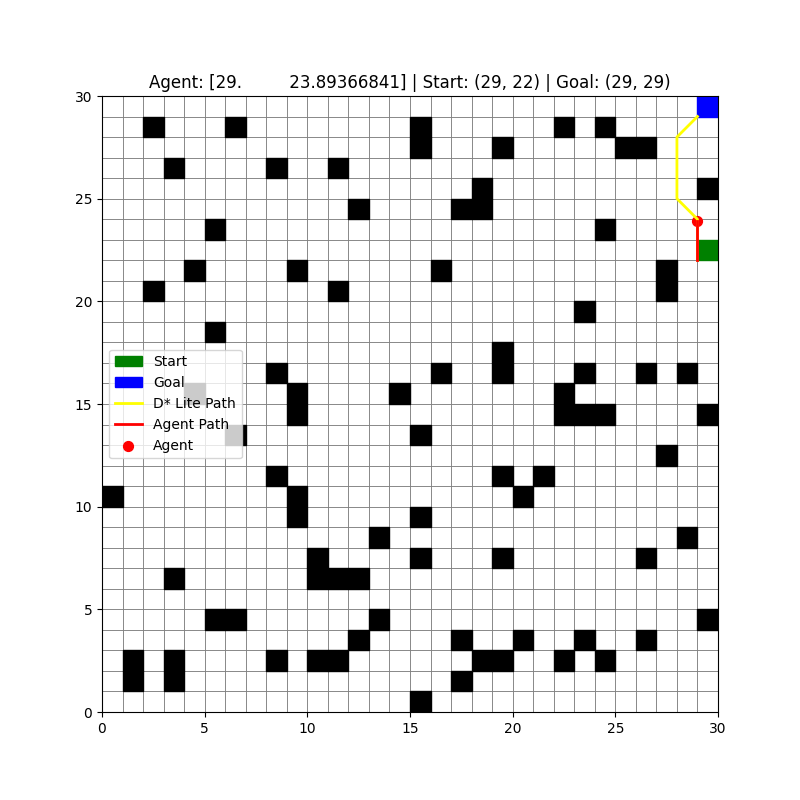 Agent: [29.         23.89366841] | Start: (29, 22) | Goal: (29, 29)
30
25
20
15
10
5
0
Start
Goal
D* Lite Path
Agent Path
Agent
0 5 10 15 20 25 30